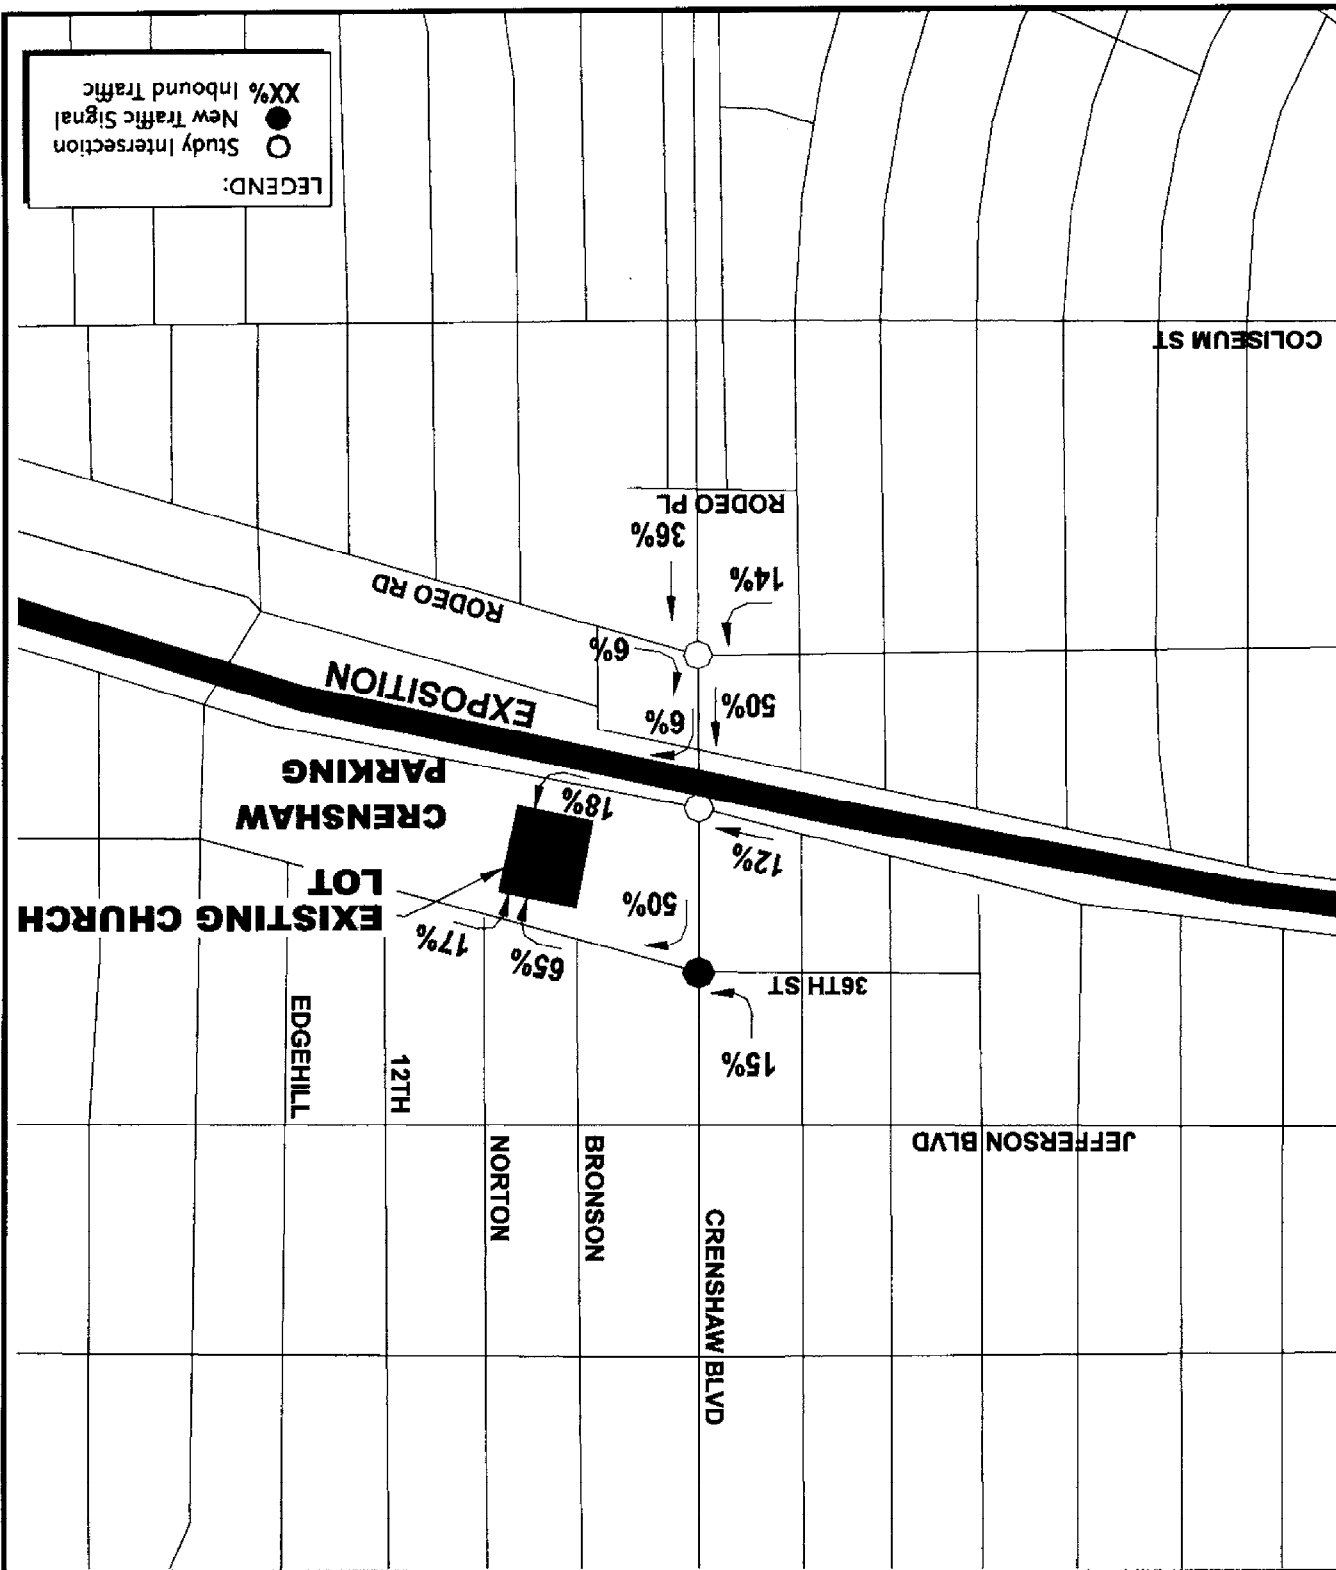 CRENSHAW BLVD
BRONSON
NORTON
12TH
EDGEHILL
JEFFERSON BLVD
15%
36TH ST
65%
17%
50%
EXISTING CHURCH
LOT
CRENSHAW
PARKING
12%
18%
EXPOSITION
50%
6%
6%
RODEO RD
14%
36%
RODEO PL
COLISEUM ST
LEGEND:
Study Intersection
New Traffic Signal
XX% Inbound Traffic